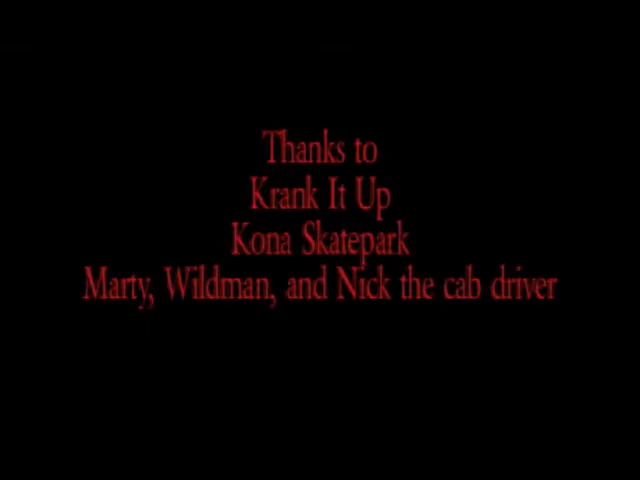 Thanks to
Krank It Up
Kona Skatepark
Marty, Wildman, and Nick the cab driver